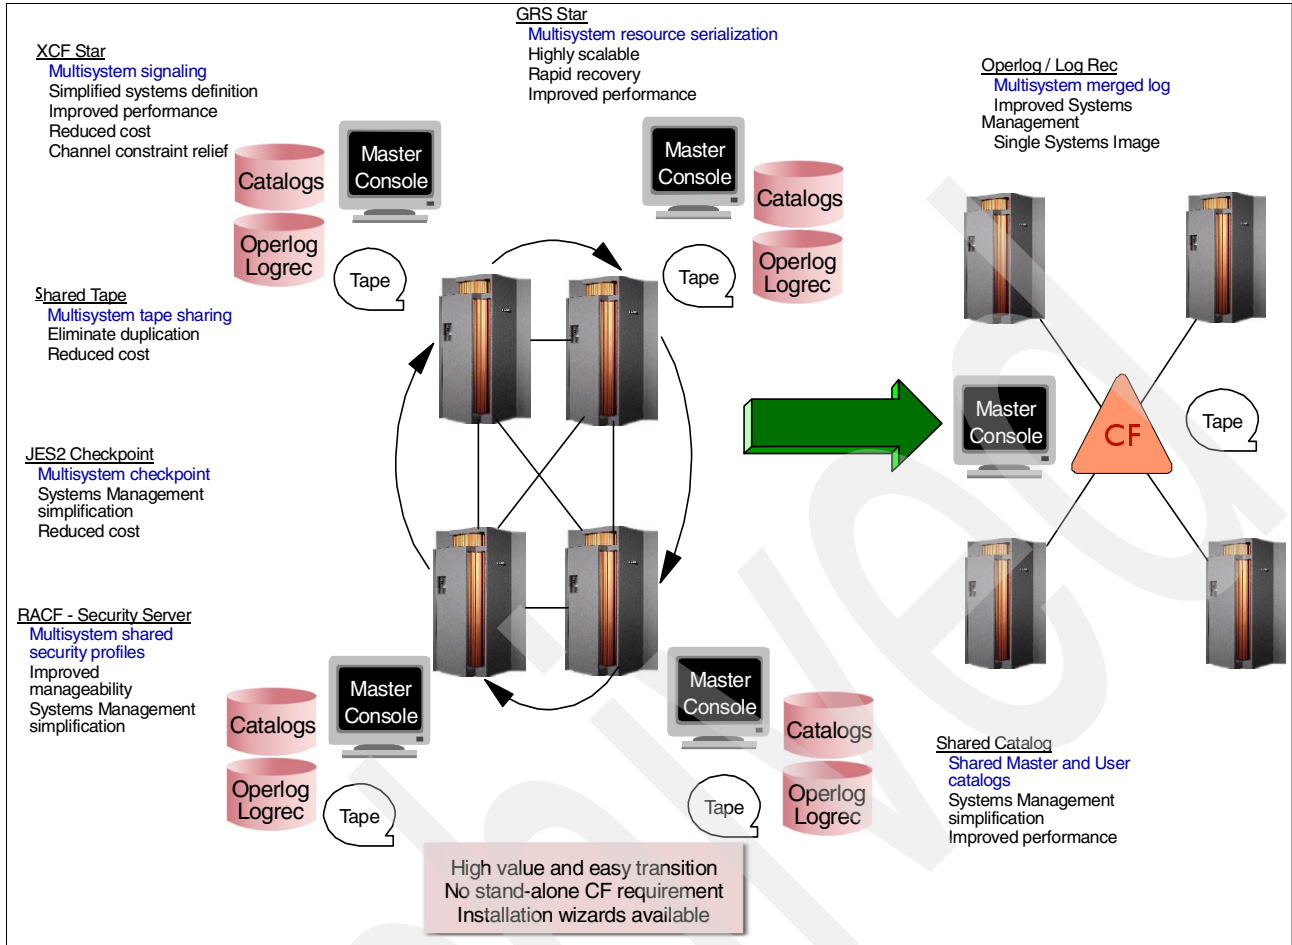 XCF Star
Multisystem signaling
Simplified systems definition
Improved performance
Reduced cost
Channel constraint relief
GRS Star
Multisystem resource serialization
Highly scalable
Rapid recovery
Improved performance
Operlog / Log Rec
Multisystem merged log
Improved Systems
Management
Single Systems Image
Catalogs
Operlog
Logrec
Master
Console
Tape
Master
Console
Catalogs
Operlog
Logrec
Tape
Shared Tape
Multisystem tape sharing
Eliminate duplication
Reduced cost
Master
Console
CF
Tape
JES2 Checkpoint
Multisystem checkpoint
Systems Management
simplification
Reduced cost
RACF - Security Server
Multisystem shared
security profiles
Improved
manageability
Systems Management
simplification
Catalogs
Operlog
Logrec
Master
Console
Tape
Master
Console
Catalogs
Operlog
Logrec
Tape
Shared Catalog
Shared Master and User
catalogs
Systems Management
simplification
Improved performance
High value and easy transition
No stand-alone CF requirement
Installation wizards available